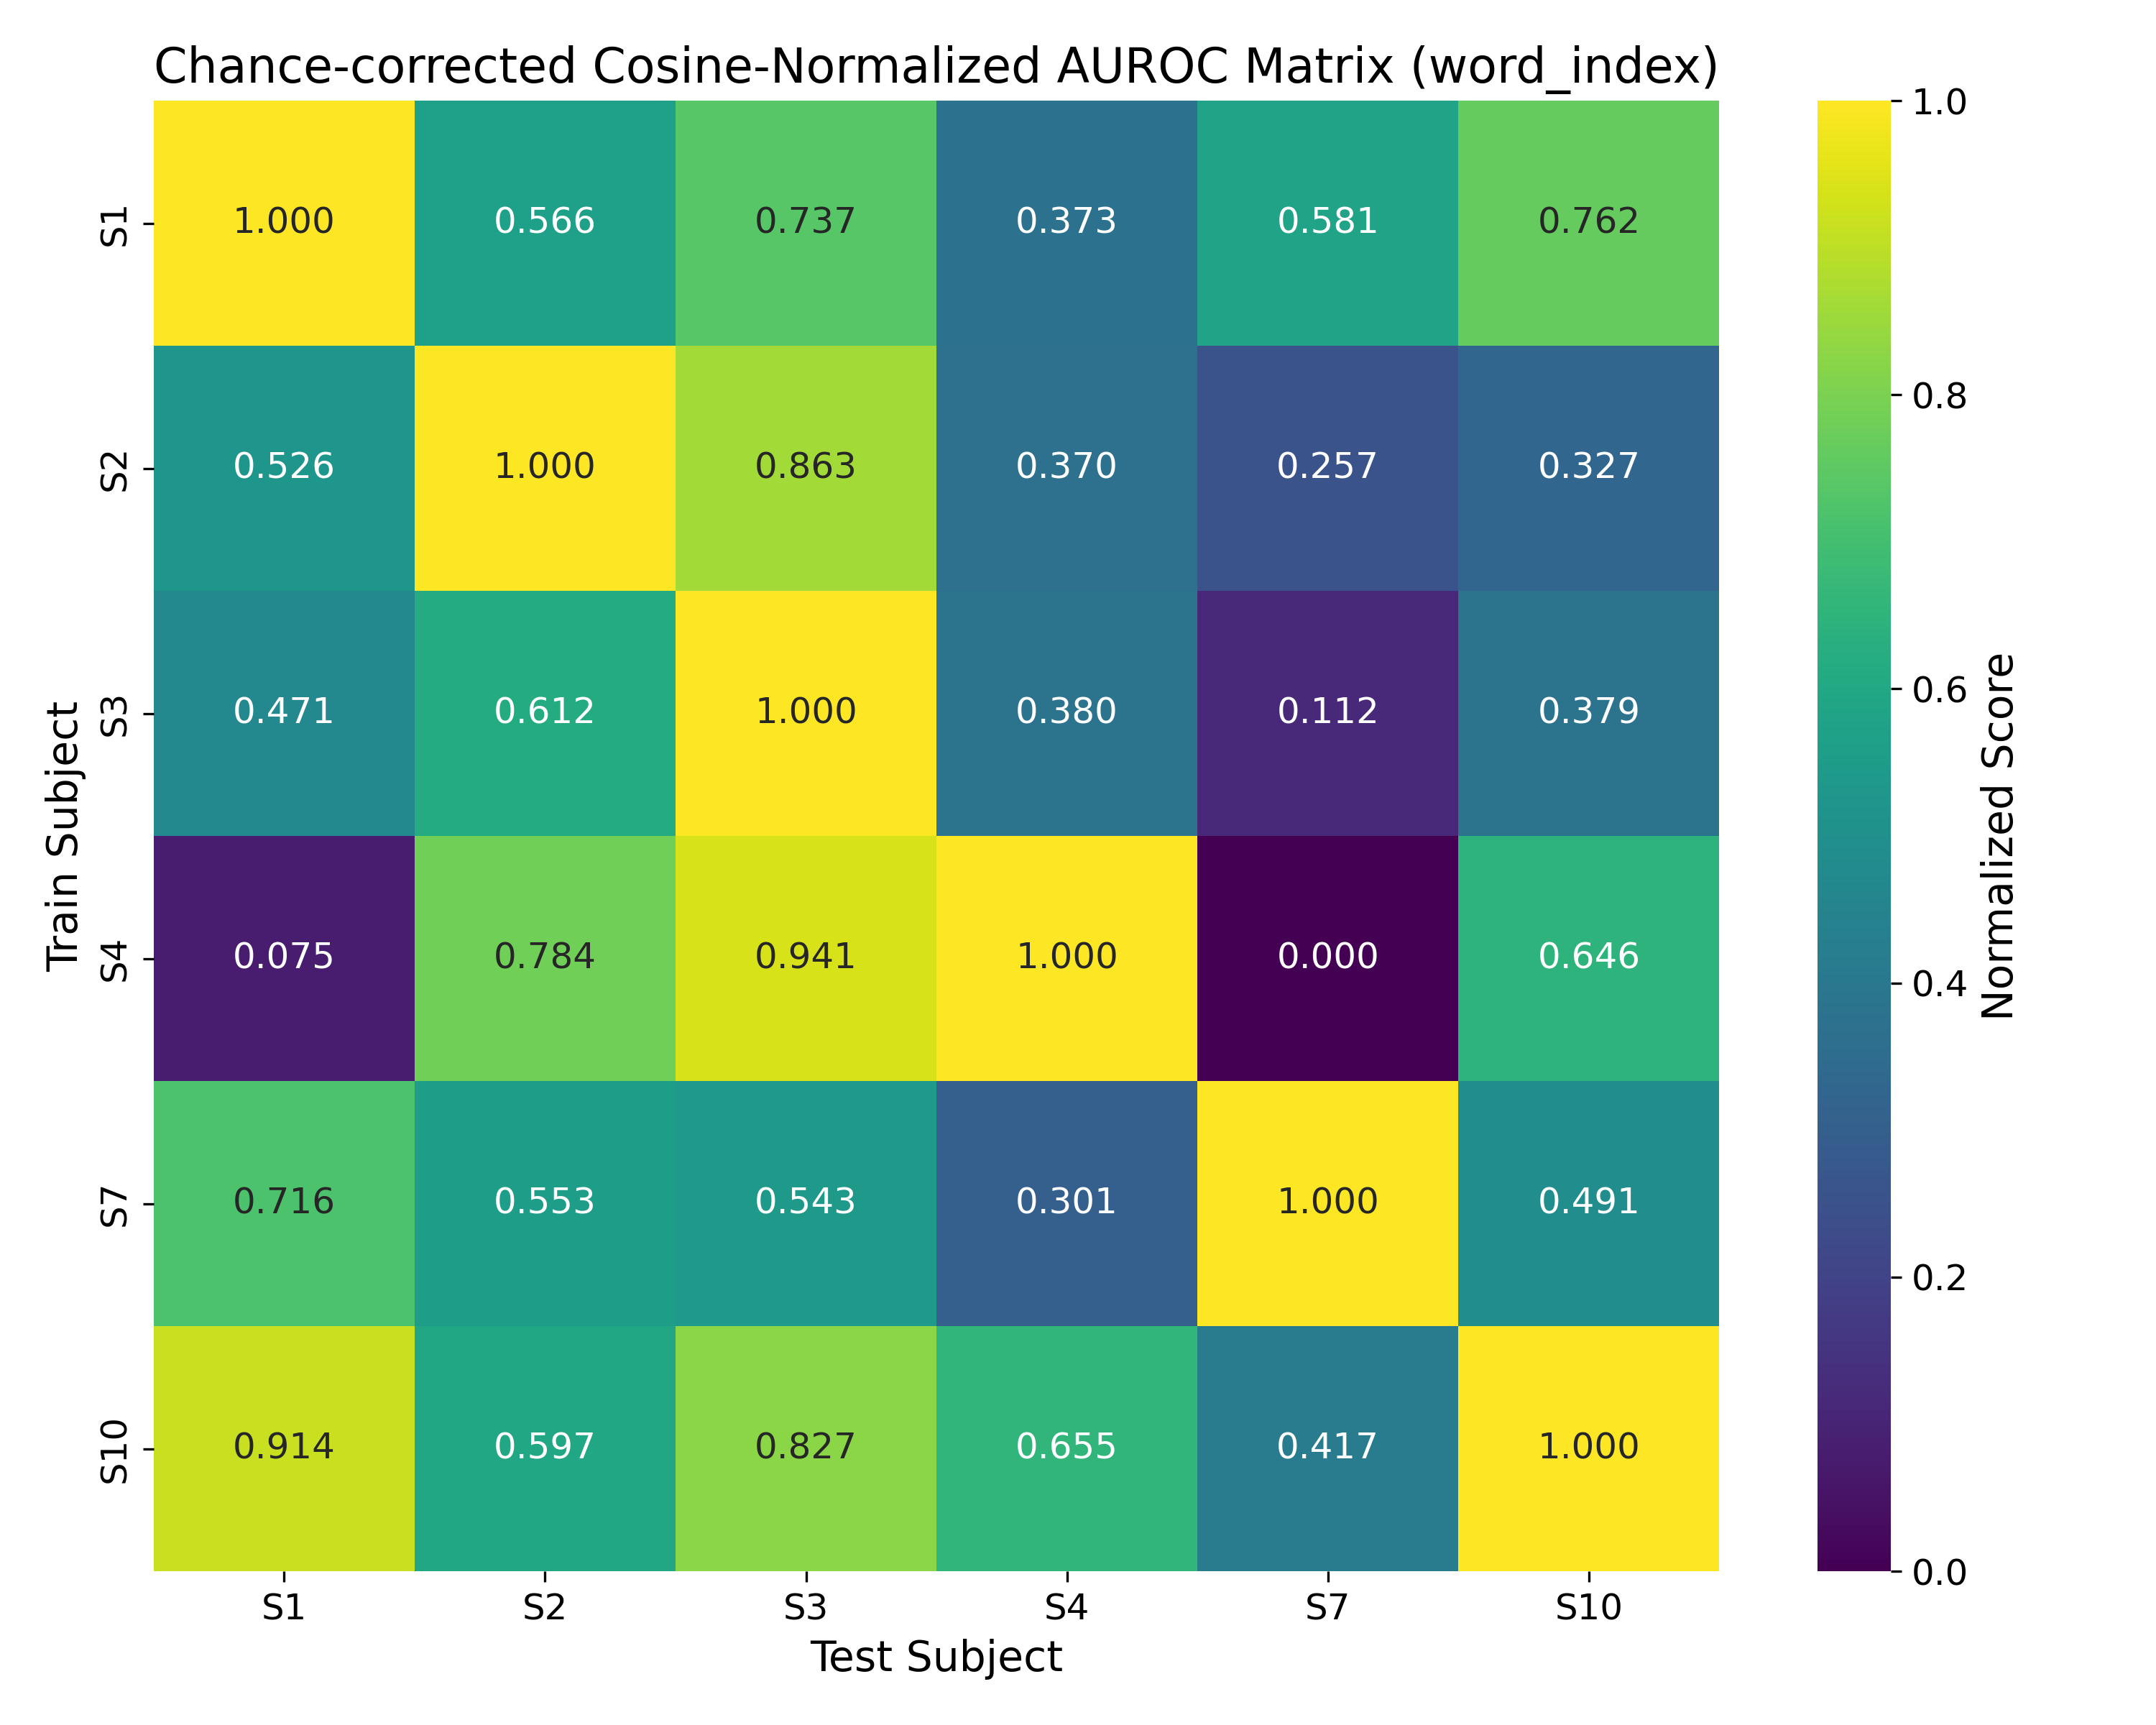 Chance-corrected Cosine-Normalized AUROC Matrix (word_index)
Train Subject
S1
S2
S3
S4
S7
S10
1.000 0.566 0.737 0.373 0.581 0.762
0.526 1.000 0.863 0.370 0.257 0.327
0.471 0.612 1.000 0.380 0.112 0.379
0.075 0.784 0.941 1.000 0.000 0.646
0.716 0.553 0.543 0.301 1.000 0.491
0.914 0.597 0.827 0.655 0.417 1.000
S1 S2 S3 S4 S7 S10
Test Subject
1.0
0.8
0.6
0.4
0.2
0.0
Normalized Score